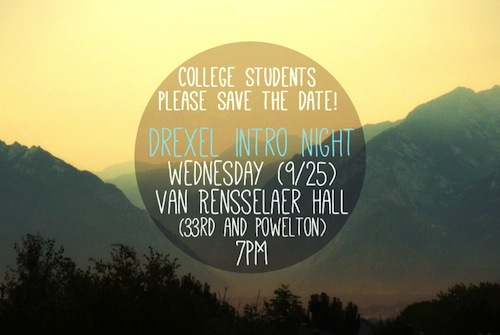 COLLEGE STUDENTS
PLEASE SAVE THE DATE!
DREXEL INTRO NIGHT
WEDNESDAY (9/25)
VAN RENSSELAER HALL
(33RD AND POWELTON)
7PM